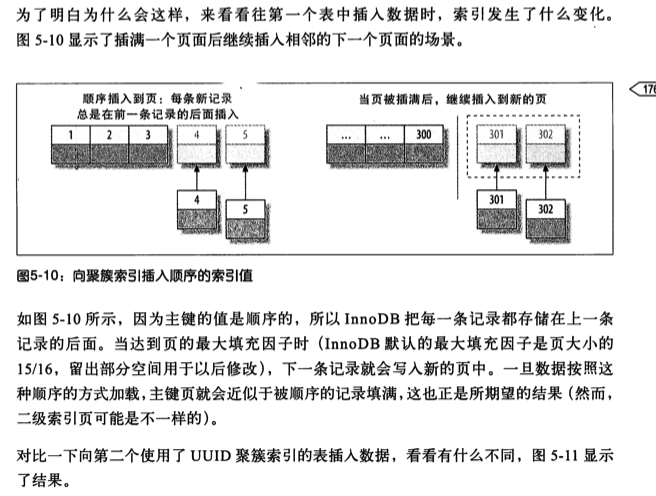 为了明白为什么会这样，来看看往第一个表中插入数据时，索引发生了什么变化。
图 5-10 显示了插满一个页面后继续插入相邻的下一个页面的场景。
176
顺序插入到页：每条新记录
总是在前一条记录的后面插入
1 2 3 4 5
4
5
当页被插满后，继续插入到新的页
... ... 300 301 302
301
302
图5-10：向聚簇索引插入顺序的索引值
如图 5-10 所示，因为主键的值是顺序的，所以 InnoDB 把每一条记录都存储在上一条
记录的后面。当达到页的最大填充因子时（InnoDB 默认的最大填充因子是页大小的
15/16，留出部分空间用于以后修改），下一条记录就会写入新的页中。一旦数据按照这
种顺序的方式加载，主键页就会近似于被顺序的记录填满，这也正是所期望的结果（然而，
二级索引页可能是不一样的）。
对比一下向第二个使用了 UUID 聚簇索引的表插入数据，看看有什么不同，图 5-11 显示
了结果。